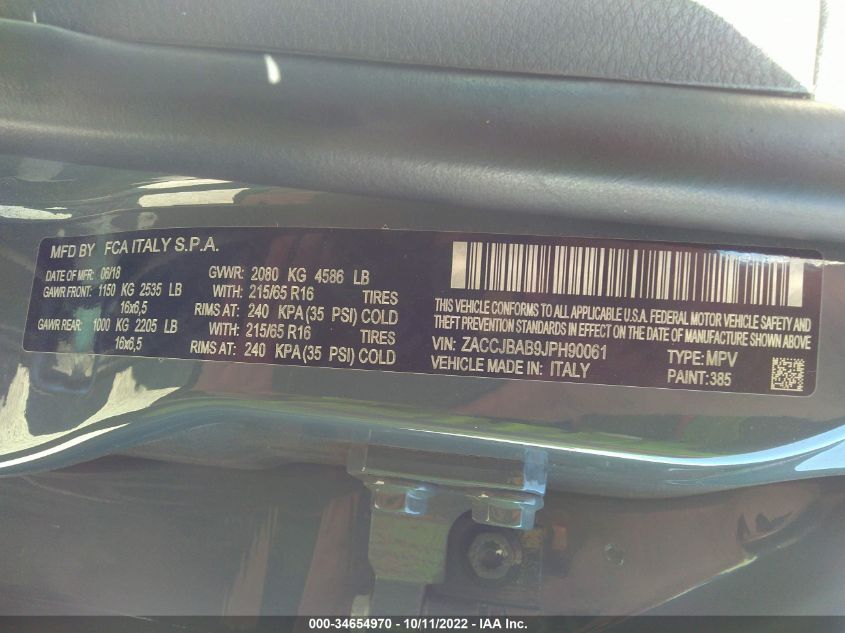 MFD BY FCA ITALY S.P.A.
DATE OF MFR: 06/18 GVWR: 2080 KG 4586 LB
GAWR FRONT: 1150 KG 2535 LB WITH: 215/65 R16 TIRES
16x6,5 RIMS AT: 240 KPA (35 PSI) COLD
GAWR REAR: 1000 KG 2205 LB WITH: 215/65 R16 TIRES
16x6,5 RIMS AT: 240 KPA (35 PSI) COLD
THIS VEHICLE CONFORMS TO ALL APPLICABLE U.S.A. FEDERAL MOTOR VEHICLE SAFETY AND
THEFT PREVENTION STANDARDS IN EFFECT ON THE DATE OF MANUFACTURE SHOWN ABOVE.
VIN: ZACCJBAB9JPH90061 TYPE: MPV
VEHICLE MADE IN: ITALY PAINT:385
000-34654970 - 10/11/2022 - IAA Inc.